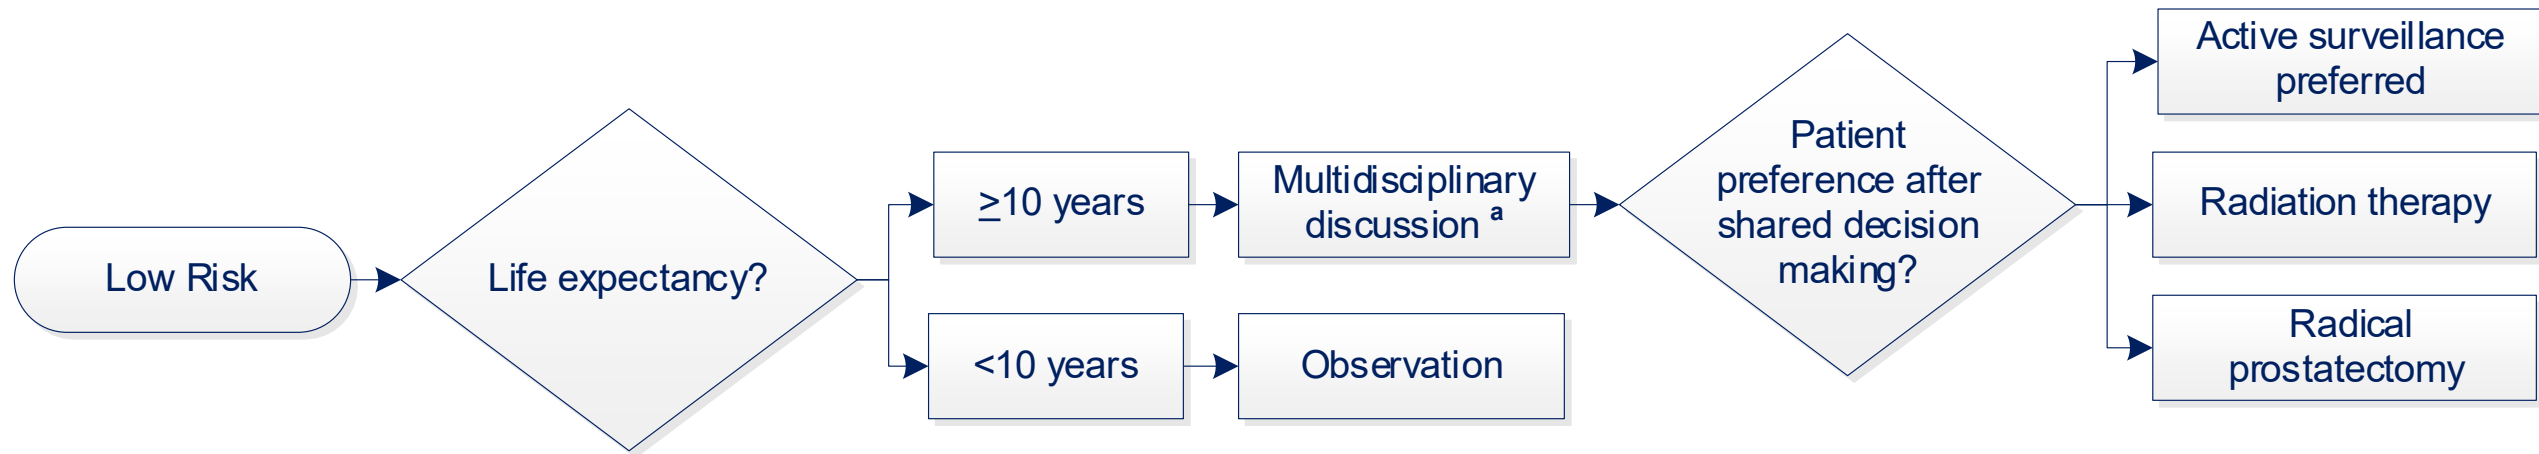 Low Risk
Life expectancy?
≥10 years
Multidisciplinary
discussion a
<10 years
Observation
Patient
preference after
shared decision
making?
Active surveillance
preferred
Radiation therapy
Radical
prostatectomy